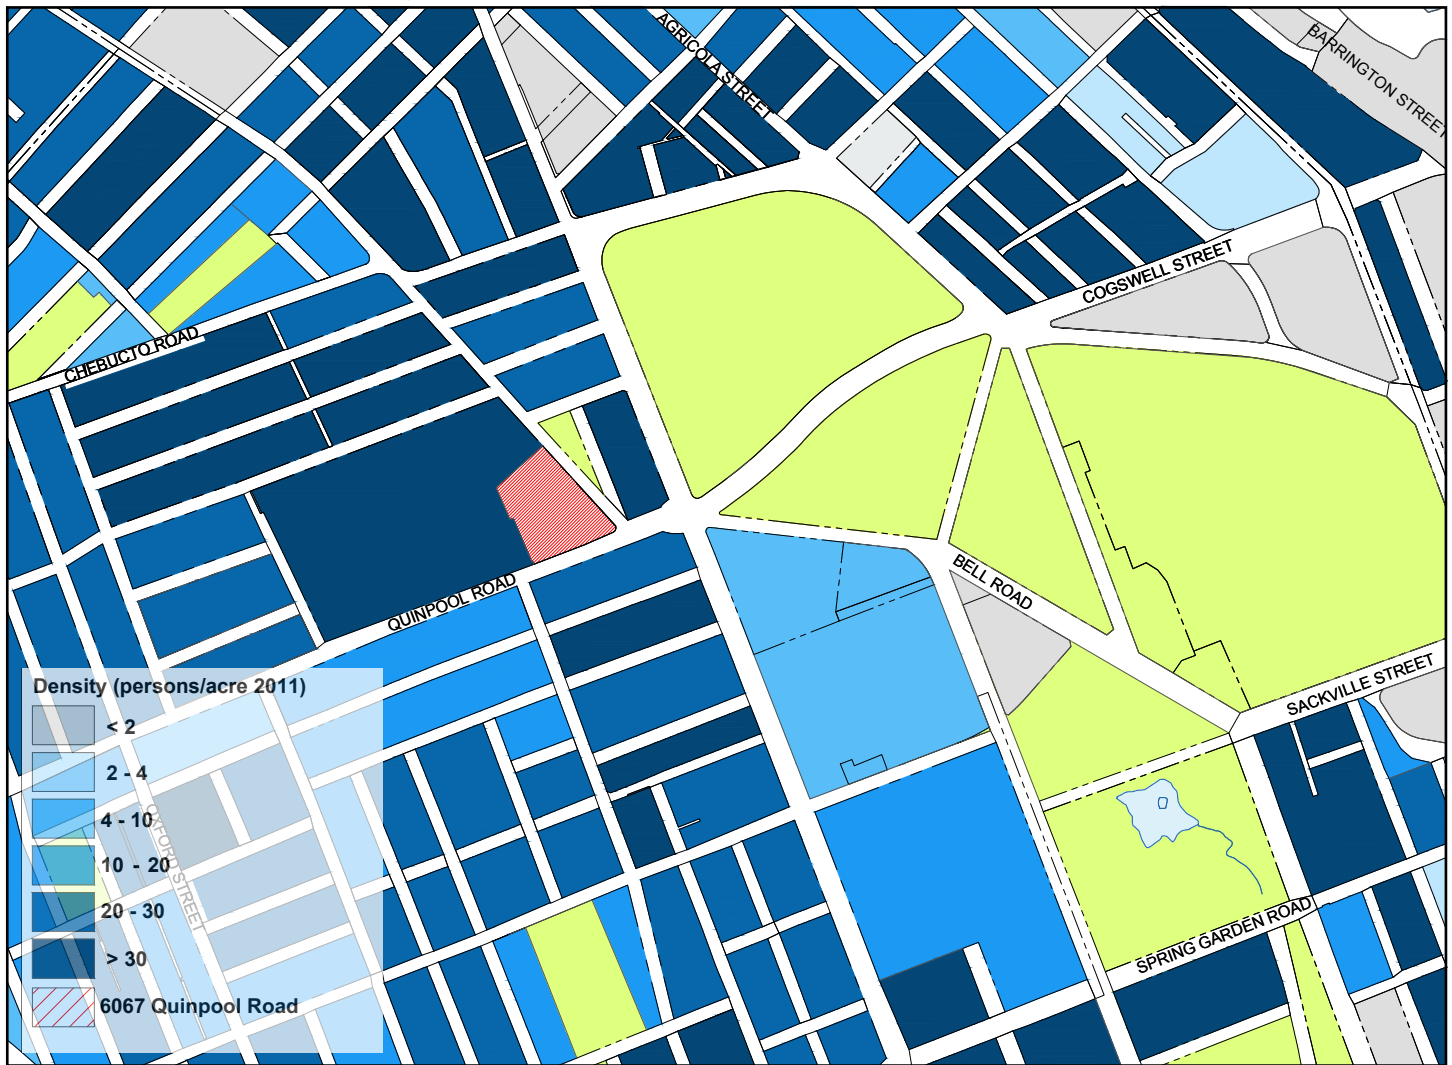 AGRICOLA STREET
BARRINGTON STREET
COGSWELL STREET
CHEBUCTO ROAD
BELL ROAD
QUINPOOL ROAD
SACKVILLE STREET
Density (persons/acre 2011)
< 2
2 - 4
4 - 10
10 - 20
20 - 30
> 30
6067 Quinpool Road
OXFORD STREET
SPRING GARDEN ROAD